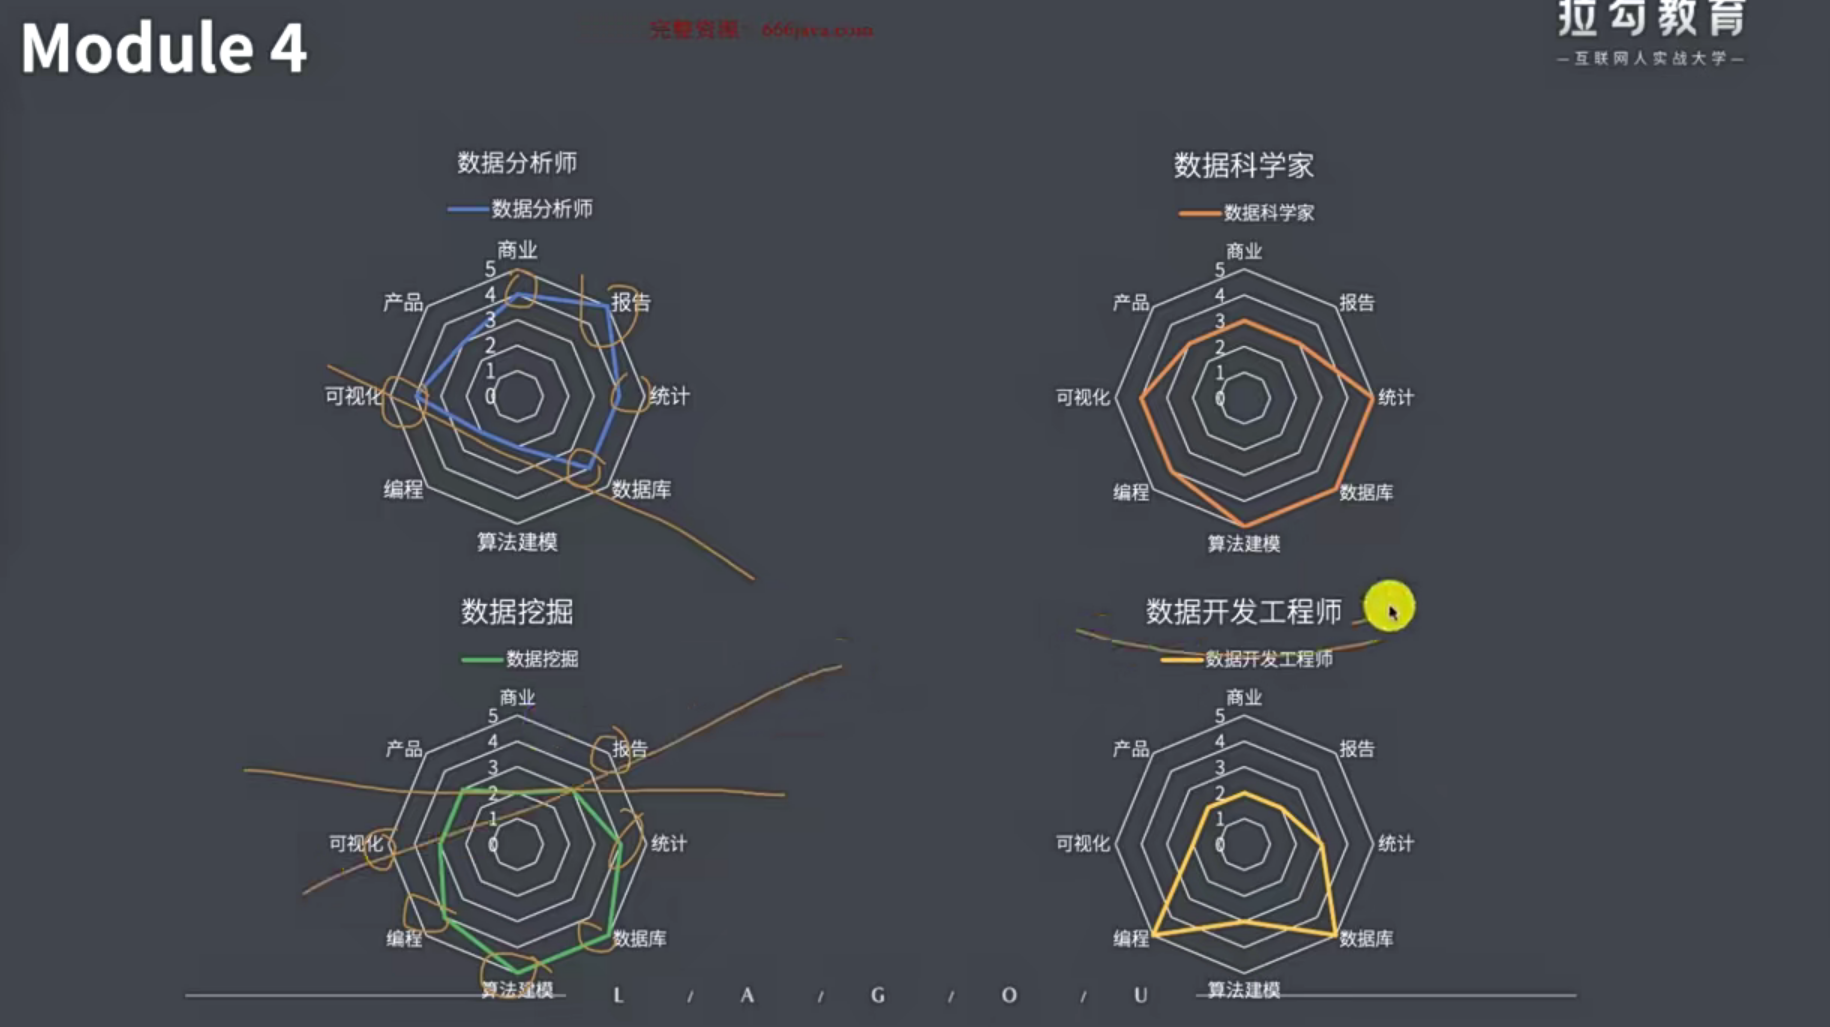 Module 4
完整资源：666java.com
拉勾教育
—互联网人实战大学—
数据分析师
数据分析师
商业
报告
统计
数据库
算法建模
编程
可视化
产品
5
4
3
2
1
0
数据科学家
数据科学家
商业
报告
统计
数据库
算法建模
编程
可视化
产品
5
4
3
2
1
0
数据挖掘
数据挖掘
商业
报告
统计
数据库
算法建模
编程
可视化
产品
5
4
3
2
1
0
数据开发工程师
数据开发工程师
商业
报告
统计
数据库
算法建模
编程
可视化
产品
5
4
3
2
1
0
L / A / G / O / U